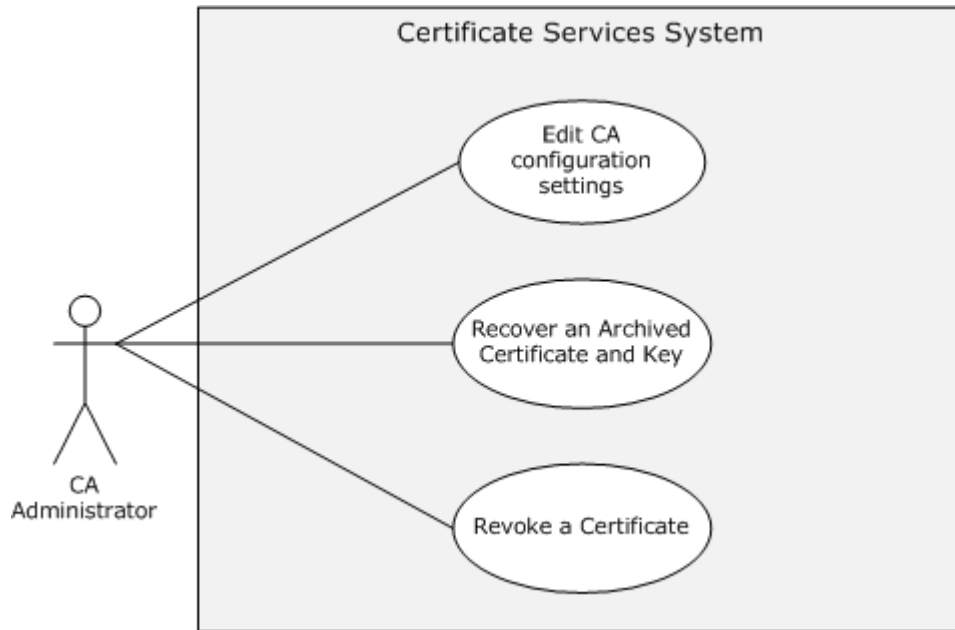 Certificate Services System
Edit CA
configuration
settings
Recover an Archived
Certificate and Key
CA
Administrator
Revoke a Certificate